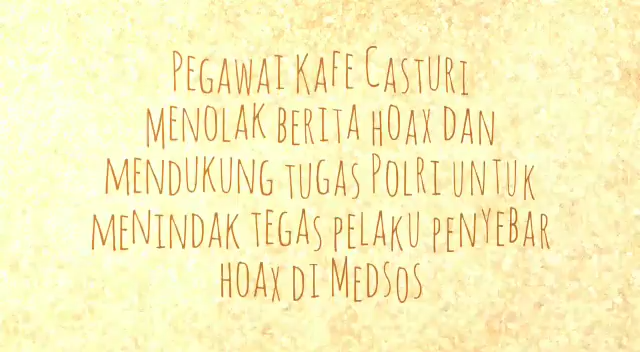 Pegawai Kafe Casturi
menolak berita hoax dan
mendukung tugas Polri untuk
menindak tegas pelaku penyebar
hoax di Medsos